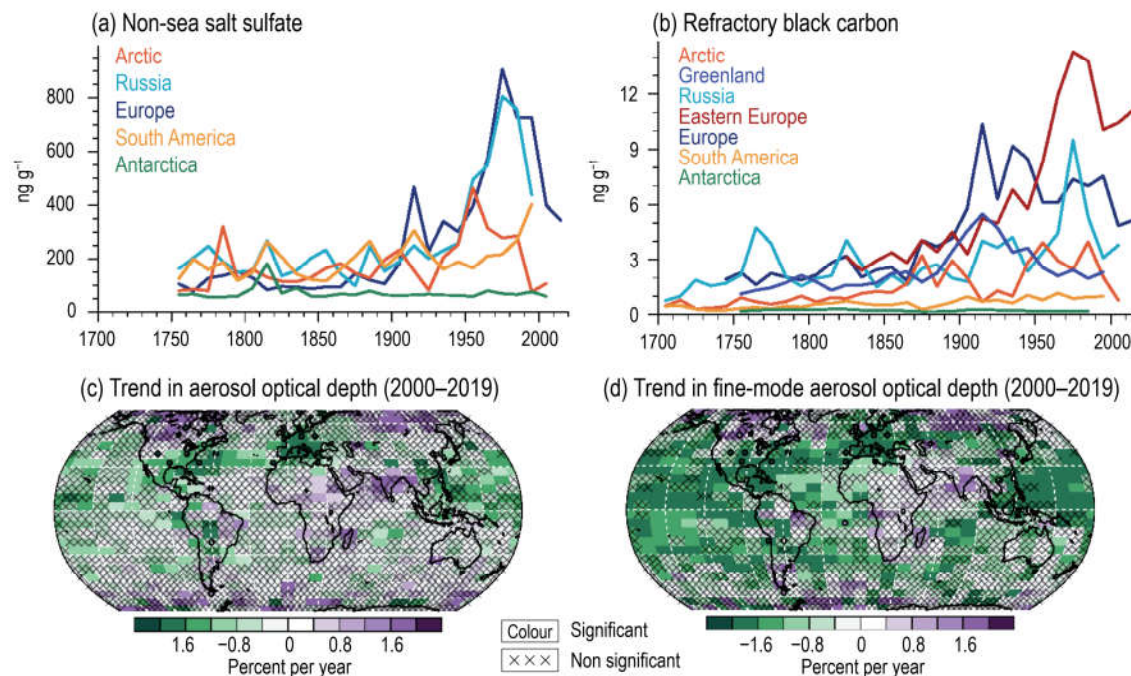 (a) Non-sea salt sulfate
Arctic
Russia
Europe
South America
Antarctica
ng g⁻¹
800
600
400
200
0
1700 1750 1800 1850 1900 1950 2000
(b) Refractory black carbon
Arctic
Greenland
Russia
Eastern Europe
Europe
South America
Antarctica
ng g⁻¹
12
9
6
3
0
1700 1750 1800 1850 1900 1950 2000
(c) Trend in aerosol optical depth (2000–2019)
1.6 −0.8 0 0.8 1.6
Percent per year
Colour Significant
××× Non significant
(d) Trend in fine-mode aerosol optical depth (2000–2019)
1.6 −0.8 0 0.8 1.6
Percent per year